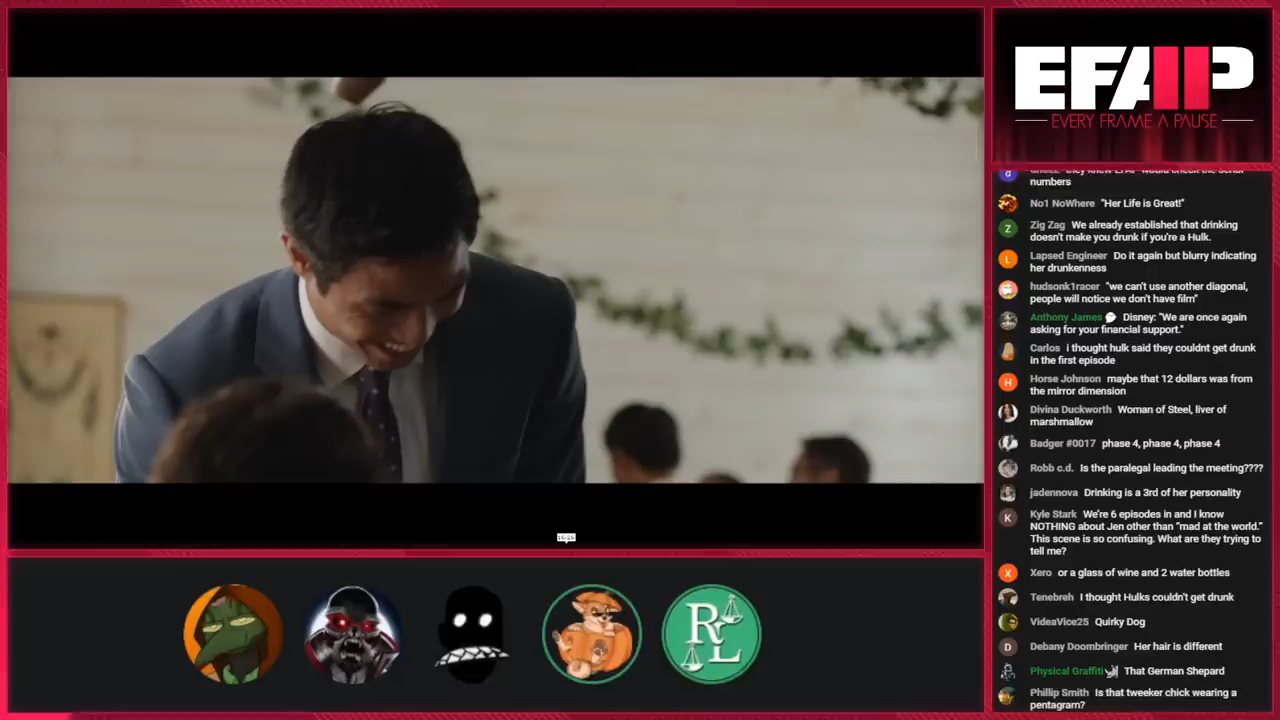 EFAP
EVERY FRAME A PAUSE
numbers
No1 NoWhere "Her Life is Great!"
Z
Zig Zag We already established that drinking
doesn't make you drunk if you're a Hulk.
L
Lapsed Engineer Do it again but blurry indicating
her drunkenness
hudsonk1racer "we can't use another diagonal,
people will notice we don't have film"
Anthony James Disney: "We are once again
asking for your financial support."
Carlos i thought hulk said they couldnt get drunk
in the first episode
H
Horse Johnson maybe that 12 dollars was from
the mirror dimension
Divina Duckworth Woman of Steel, liver of
marshmallow
Badger #0017 phase 4, phase 4, phase 4
Robb c.d. Is the paralegal leading the meeting????
jadennova Drinking is a 3rd of her personality
K
Kyle Stark We're 6 episodes in and I know
NOTHING about Jen other than "mad at the world."
This scene is so confusing. What are they trying to
tell me?
X
Xero or a glass of wine and 2 water bottles
Tenebreh I thought Hulks couldn't get drunk
VideaVice25 Quirky Dog
D
Debany Doombringer Her hair is different
Physical Graffiti That German Shepard
Phillip Smith Is that tweeker chick wearing a
pentagram?
RL